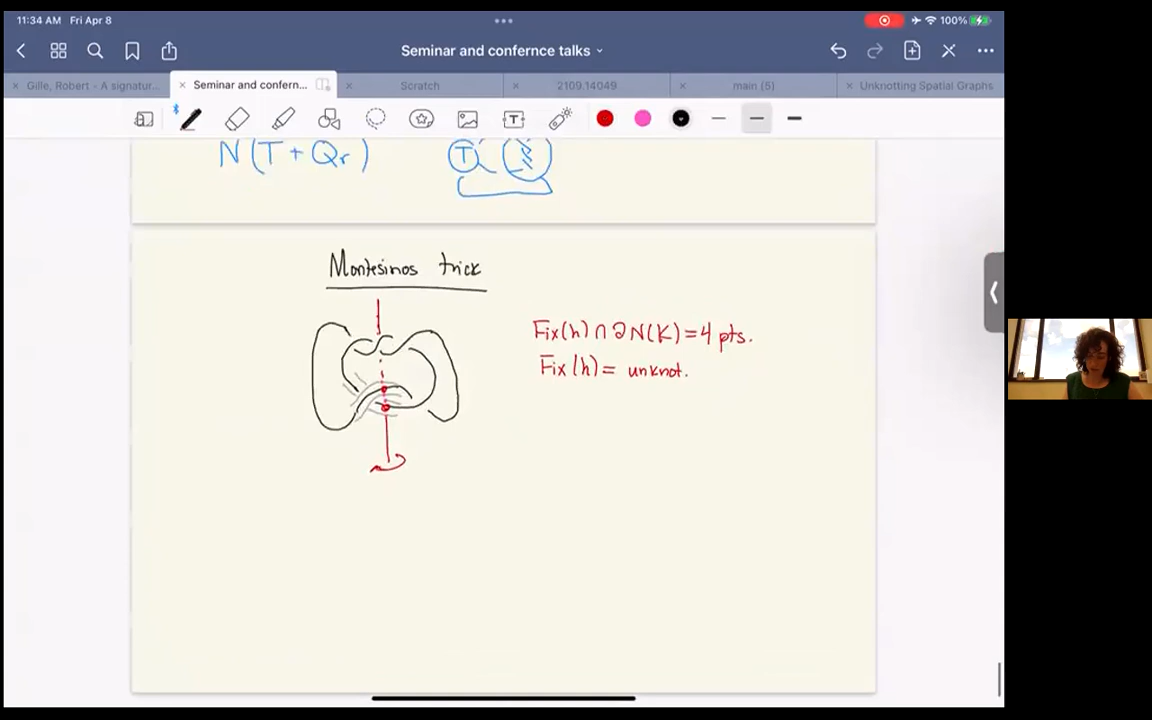 11:34 AM Fri Apr 8
100%
Seminar and confernce talks
Gille, Robert - A signatur...
Seminar and confern...
Scratch
2109.14049
main (5)
Unknotting Spatial Graphs
N(T + Qr)
T
Montesinos trick
Fix(h) ∩ ∂N(K) = 4 pts.
Fix(h) = unknot.